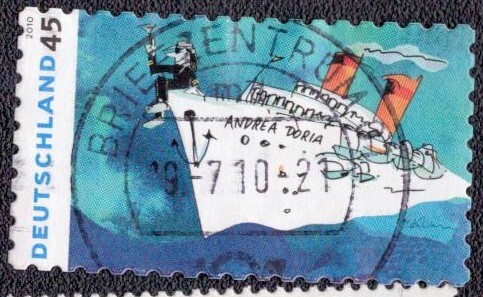 2010
DEUTSCHLAND 45
BRIEFZENTRUM
ANDREA DORIA
19-7.10-21